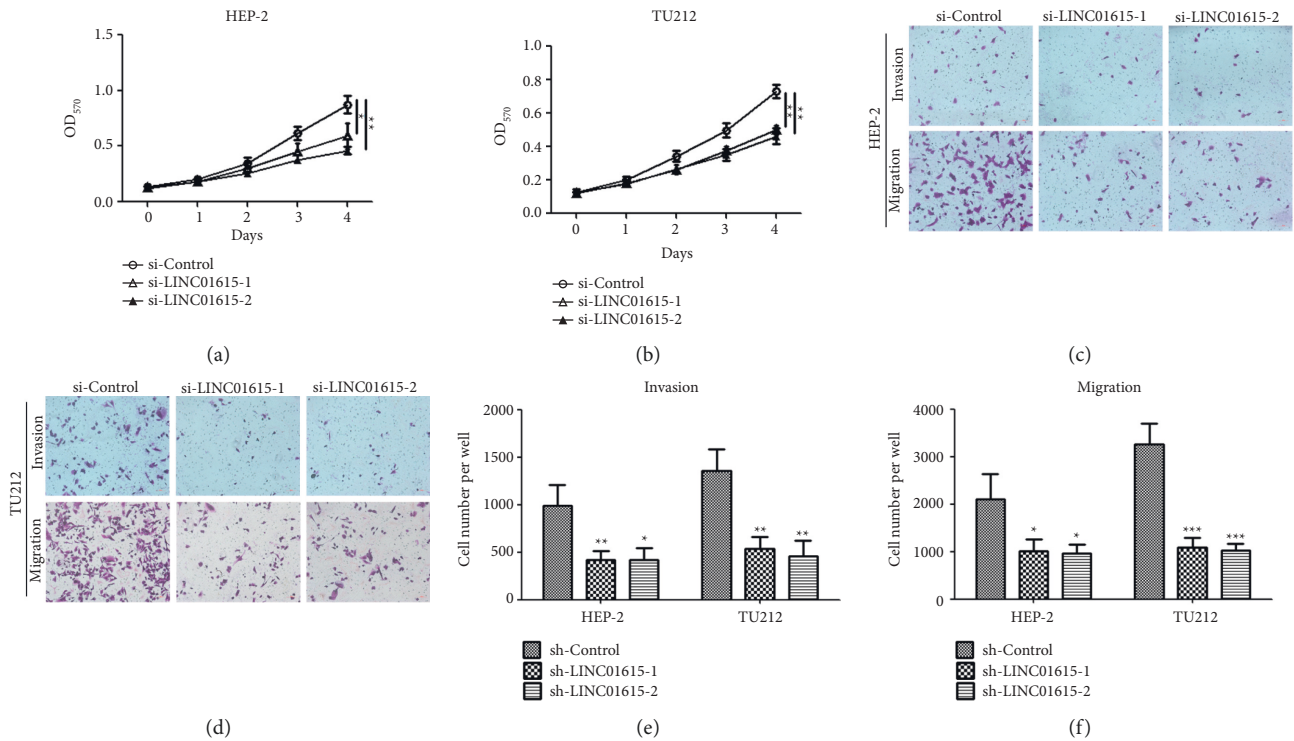 HEP-2
1.5
1.0
0.5
0.0
OD570
*
**
0 1 2 3 4
Days
si-Control
si-LINC01615-1
si-LINC01615-2
(a)
TU212
1.0
0.8
0.6
0.4
0.2
0.0
OD570
**
**
0 1 2 3 4
Days
si-Control
si-LINC01615-1
si-LINC01615-2
(b)
si-Control si-LINC01615-1 si-LINC01615-2
HEP-2
Invasion
Migration
(c)
si-Control si-LINC01615-1 si-LINC01615-2
TU212
Invasion
Migration
(d)
Invasion
2000
1500
1000
500
0
Cell number per well
** * ** **
HEP-2 TU212
sh-Control
sh-LINC01615-1
sh-LINC01615-2
(e)
Migration
4000
3000
2000
1000
0
Cell number per well
* * *** ***
HEP-2 TU212
sh-Control
sh-LINC01615-1
sh-LINC01615-2
(f)